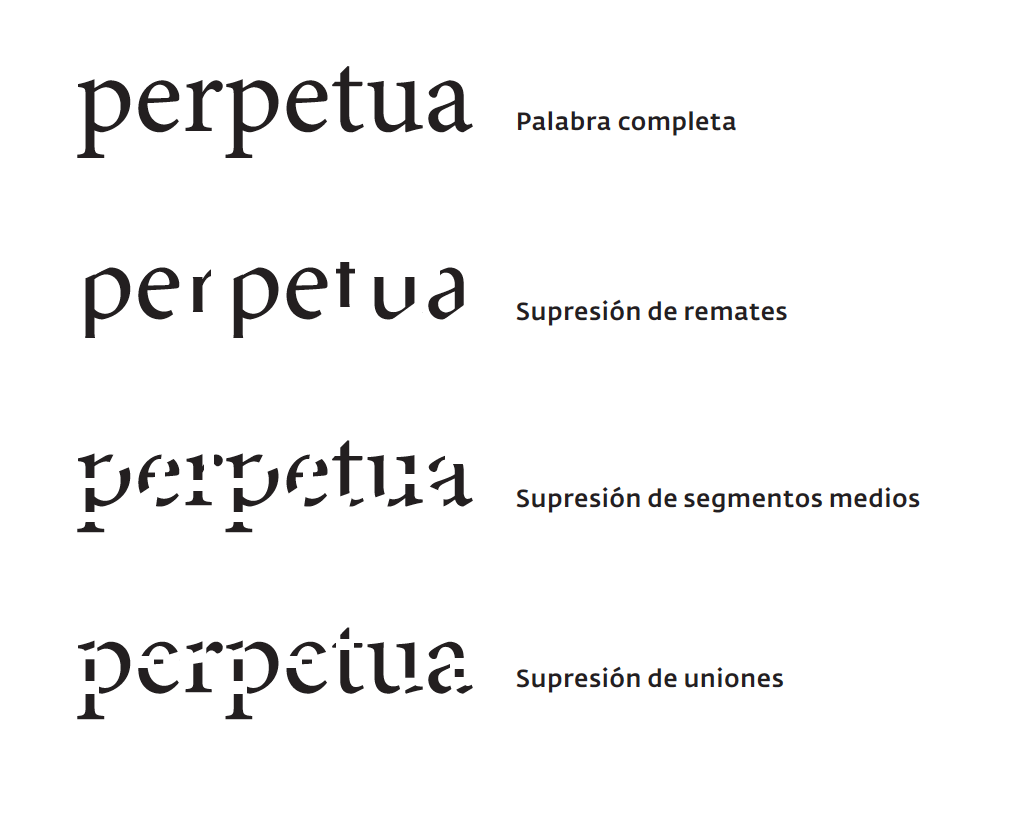 perpetua Palabra completa
perpetua Supresión de remates
perpetua Supresión de segmentos medios
perpetua Supresión de uniones